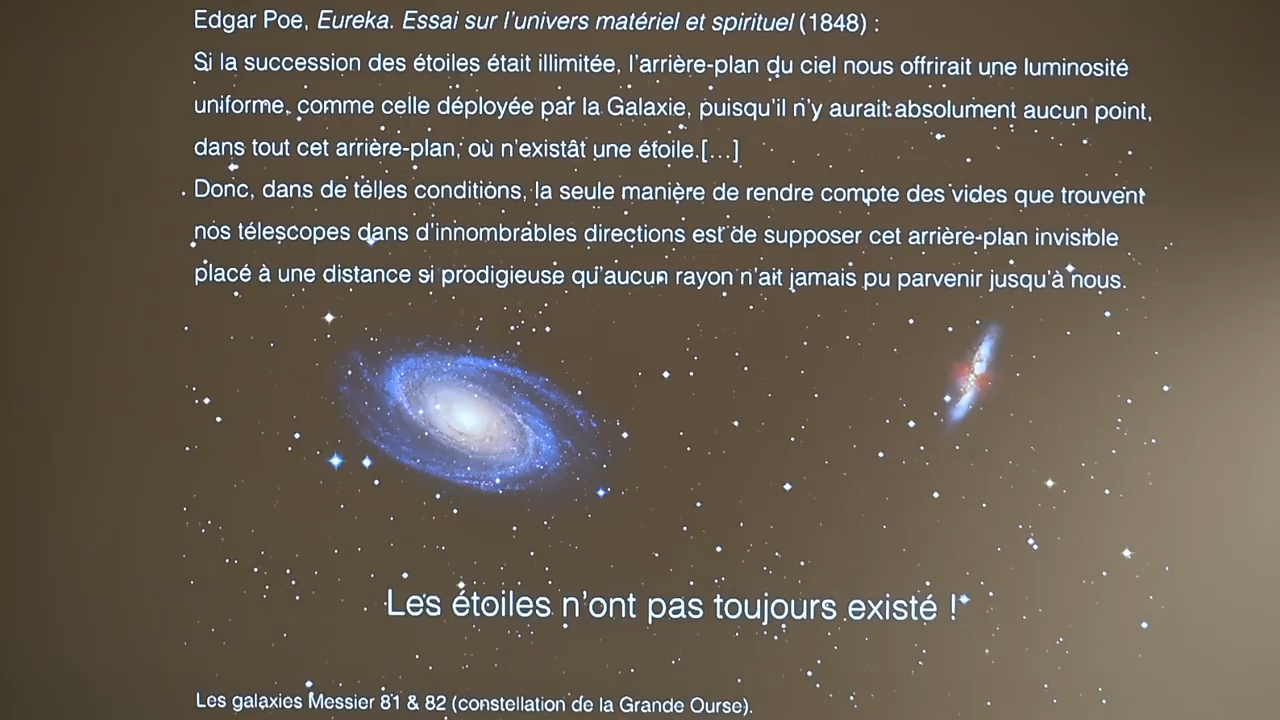 Edgar Poe, Eureka. Essai sur l'univers matériel et spirituel (1848) :
Si la succession des étoiles était illimitée, l'arrière-plan du ciel nous offrirait une luminosité
uniforme, comme celle déployée par la Galaxie, puisqu'il n'y aurait absolument aucun point,
dans tout cet arrière-plan, où n'existât une étoile.[…]
Donc, dans de telles conditions, la seule manière de rendre compte des vides que trouvent
nos télescopes dans d'innombrables directions est de supposer cet arrière-plan invisible
placé à une distance si prodigieuse qu'aucun rayon n'ait jamais pu parvenir jusqu'à nous.
Les étoiles n'ont pas toujours existé !
Les galaxies Messier 81 & 82 (constellation de la Grande Ourse).